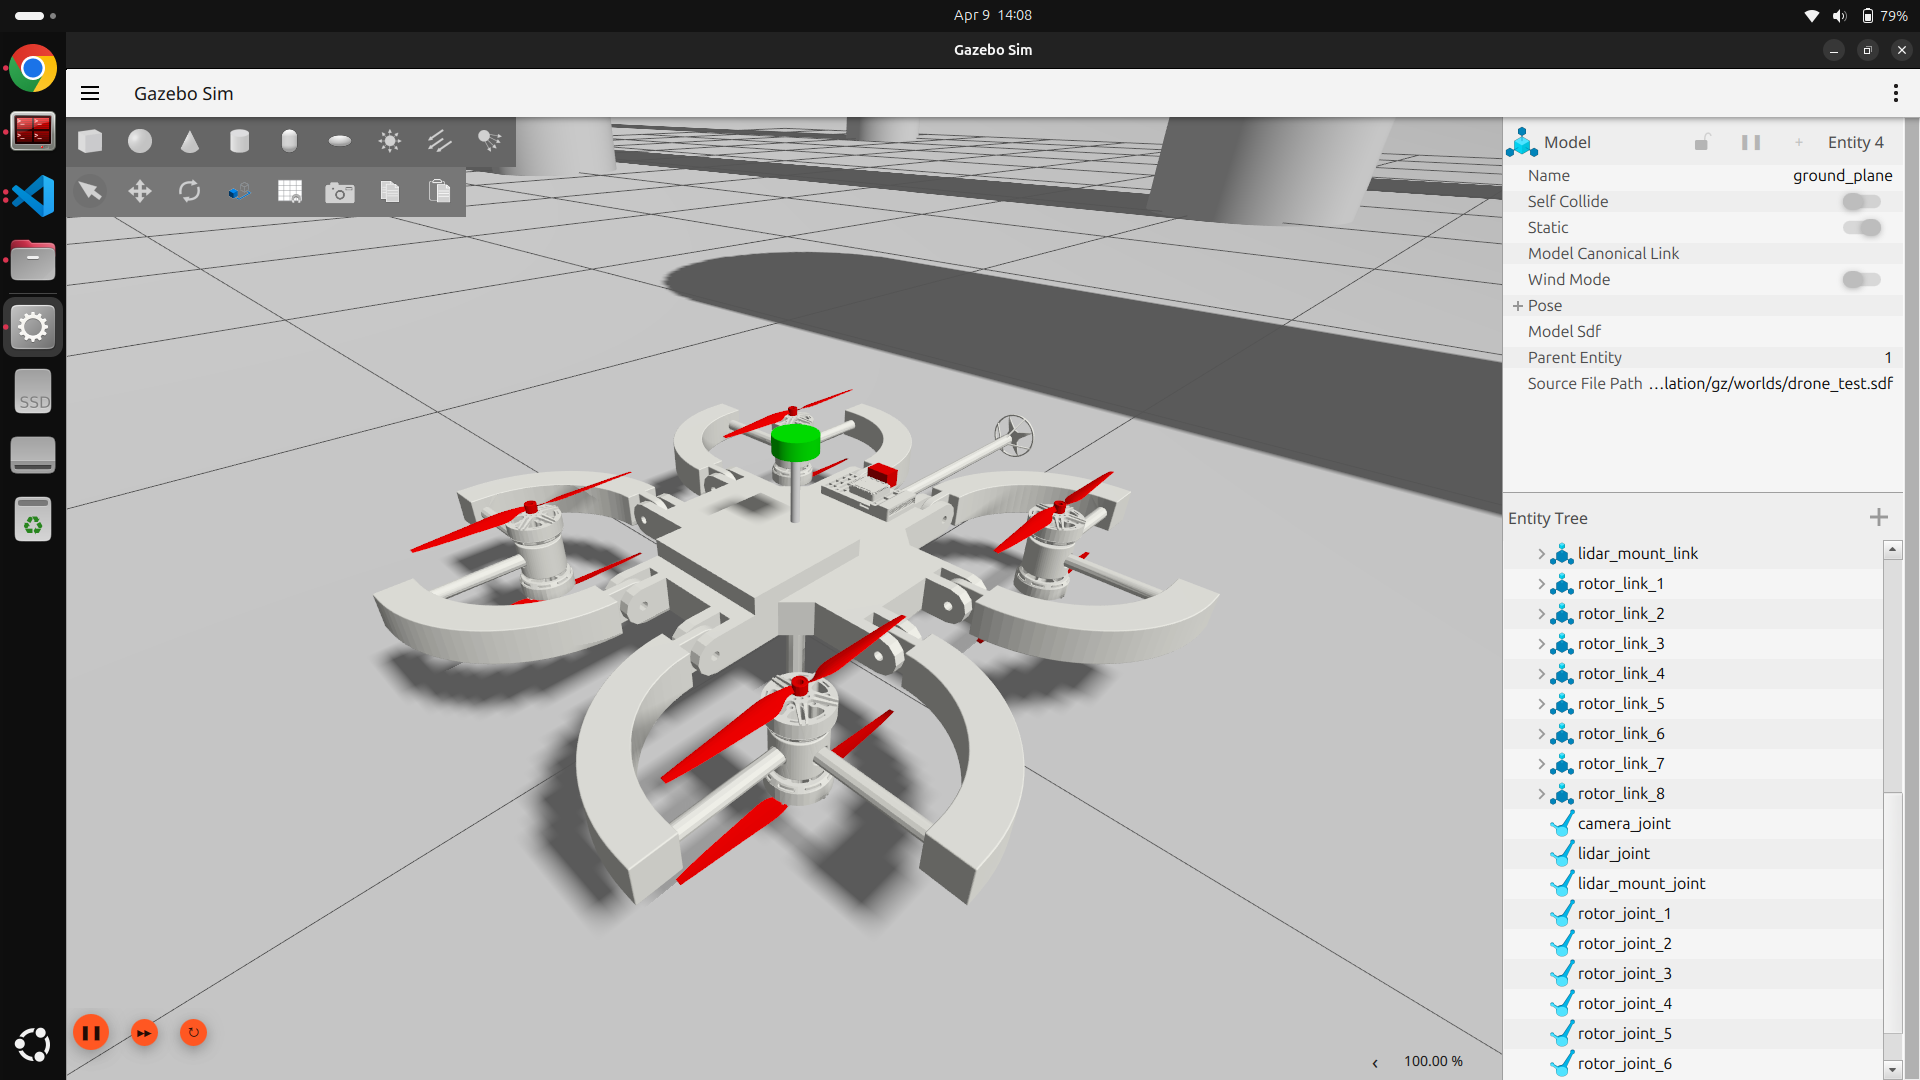 Apr 9 14:08
79%
Gazebo Sim
Gazebo Sim
Model
Entity 4
Name
ground_plane
Self Collide
Static
Model Canonical Link
Wind Mode
Pose
Model Sdf
Parent Entity
1
Source File Path
...lation/gz/worlds/drone_test.sdf
SSD
Entity Tree
lidar_mount_link
rotor_link_1
rotor_link_2
rotor_link_3
rotor_link_4
rotor_link_5
rotor_link_6
rotor_link_7
rotor_link_8
camera_joint
lidar_joint
lidar_mount_joint
rotor_joint_1
rotor_joint_2
rotor_joint_3
rotor_joint_4
rotor_joint_5
rotor_joint_6
100.00 %